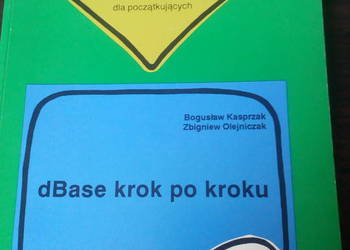 dla początkujących
Bogusław Kasprzak
Zbigniew Olejniczak
dBase krok po kroku